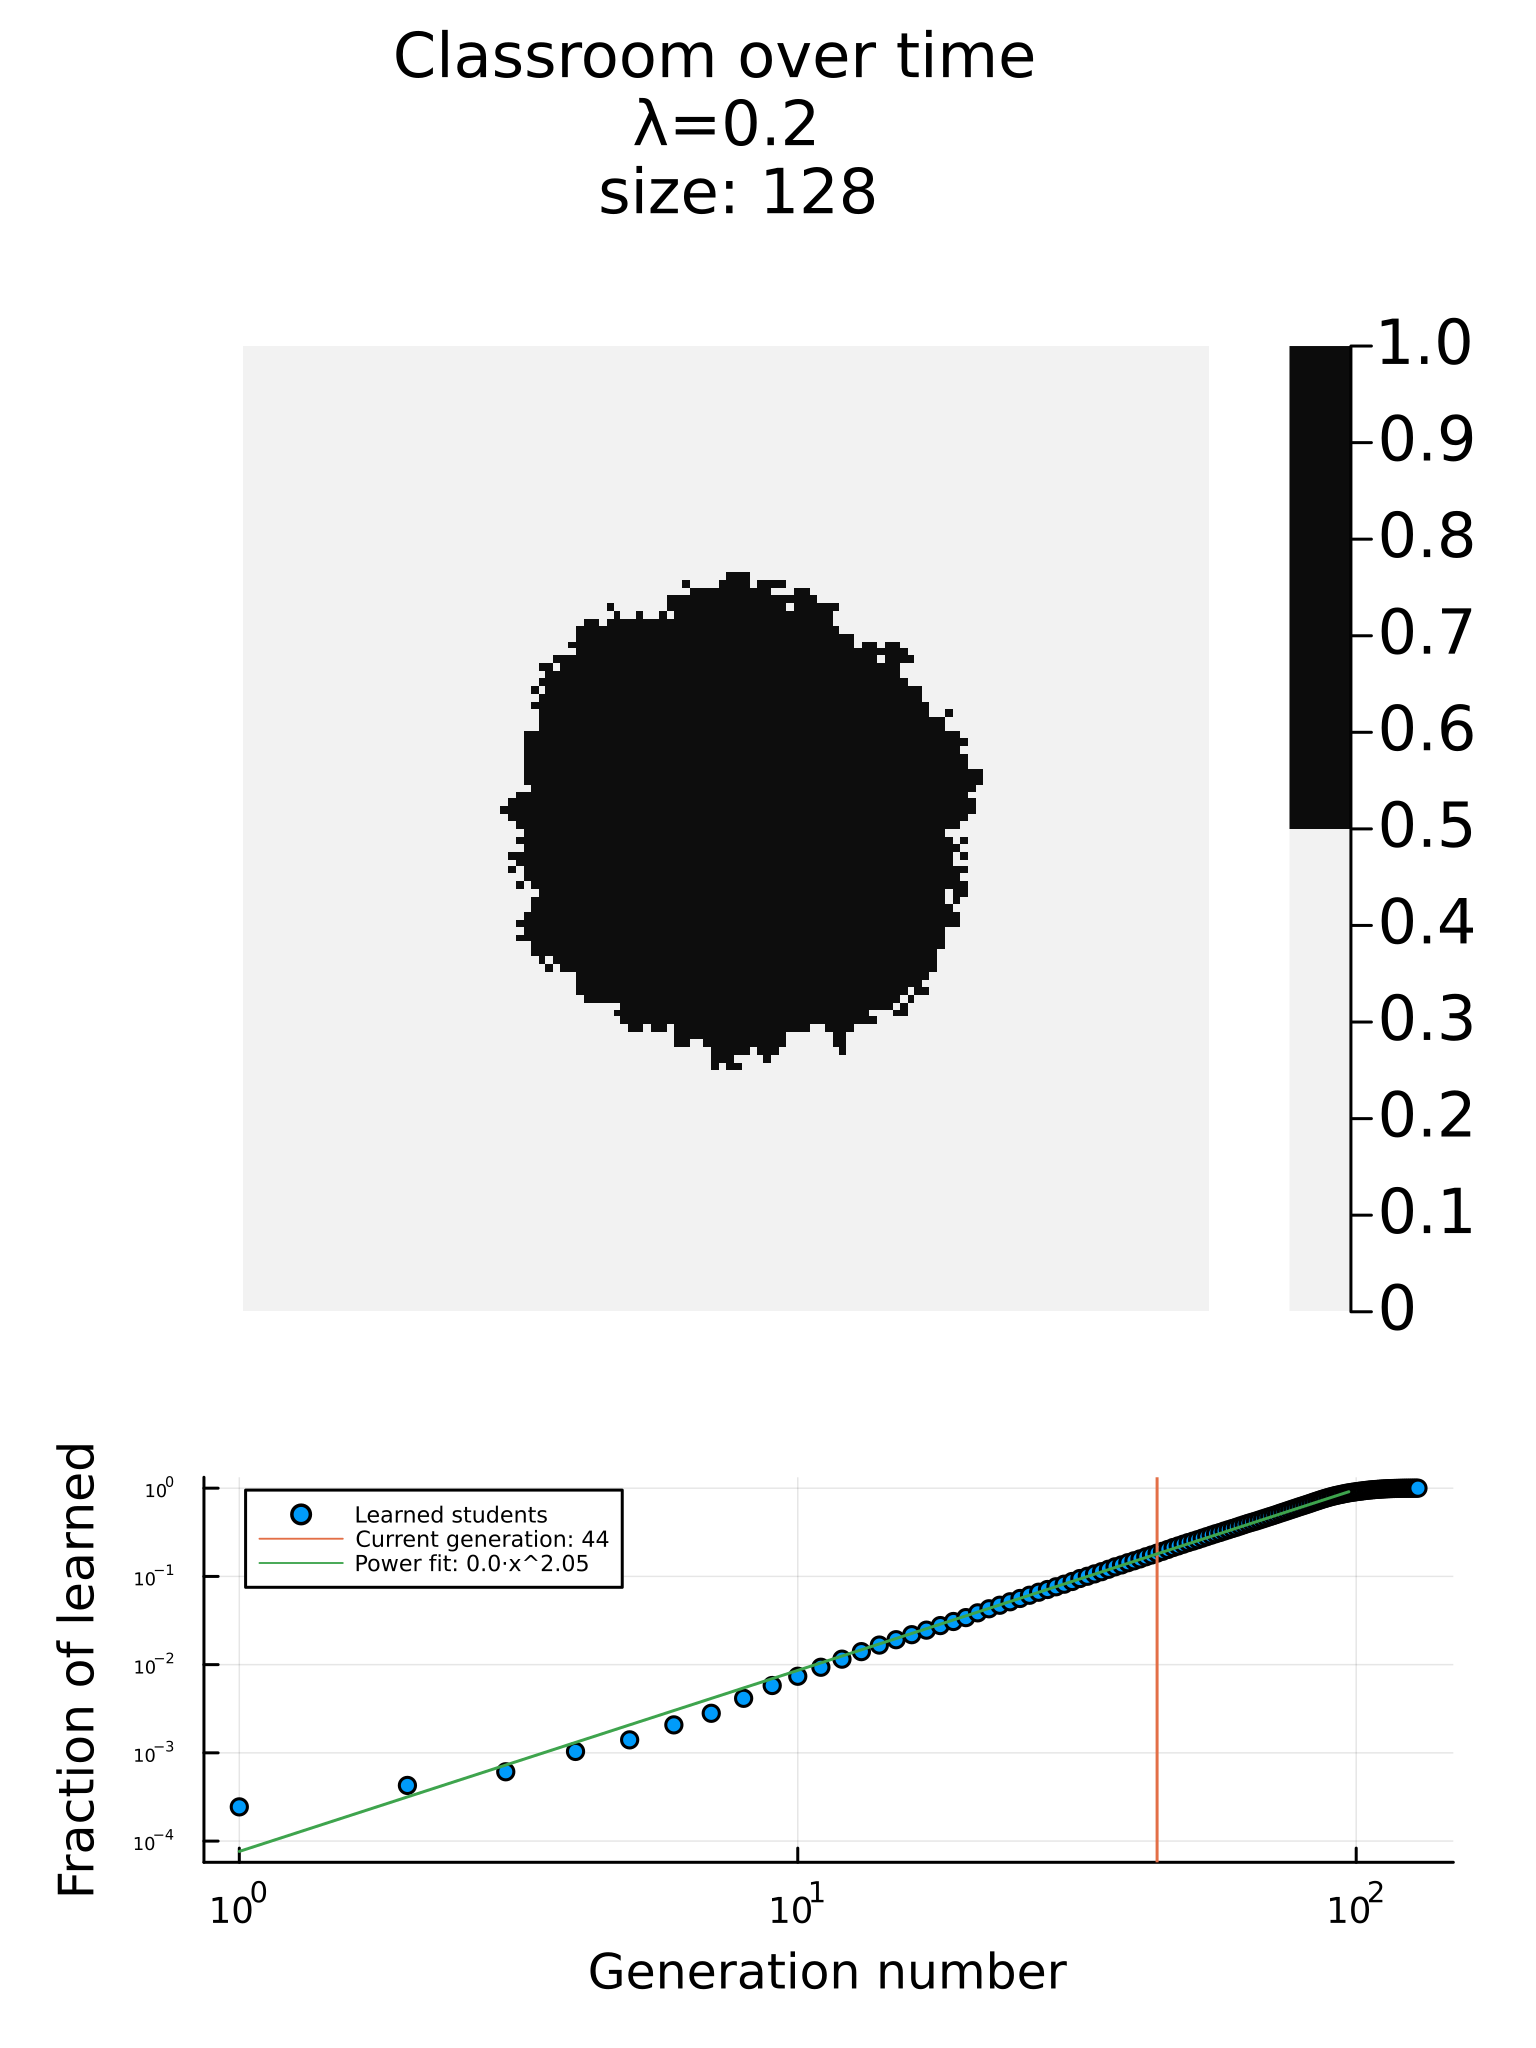 Classroom over time
λ=0.2
size: 128
1.0
0.9
0.8
0.7
0.6
0.5
0.4
0.3
0.2
0.1
0
Fraction of learned
10^0
10^-1
10^-2
10^-3
10^-4
Learned students
Current generation: 44
Power fit: 0.0·x^2.05
10^0
10^1
10^2
Generation number